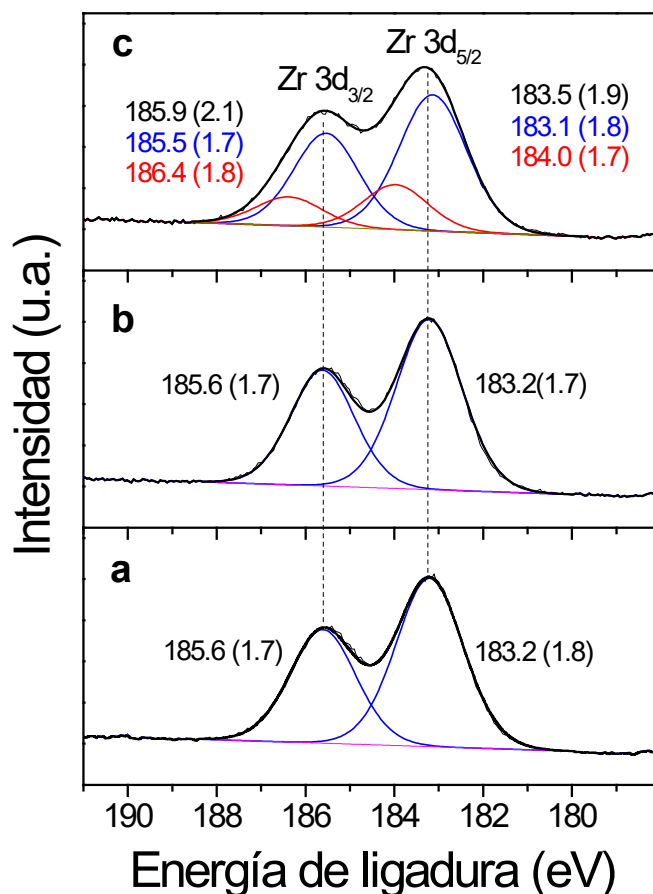 c
Zr 3d3/2
Zr 3d5/2
185.9 (2.1)
185.5 (1.7)
186.4 (1.8)
183.5 (1.9)
183.1 (1.8)
184.0 (1.7)
b
185.6 (1.7)
183.2(1.7)
a
185.6 (1.7)
183.2 (1.8)
Intensidad (u.a.)
190 188 186 184 182 180
Energía de ligadura (eV)